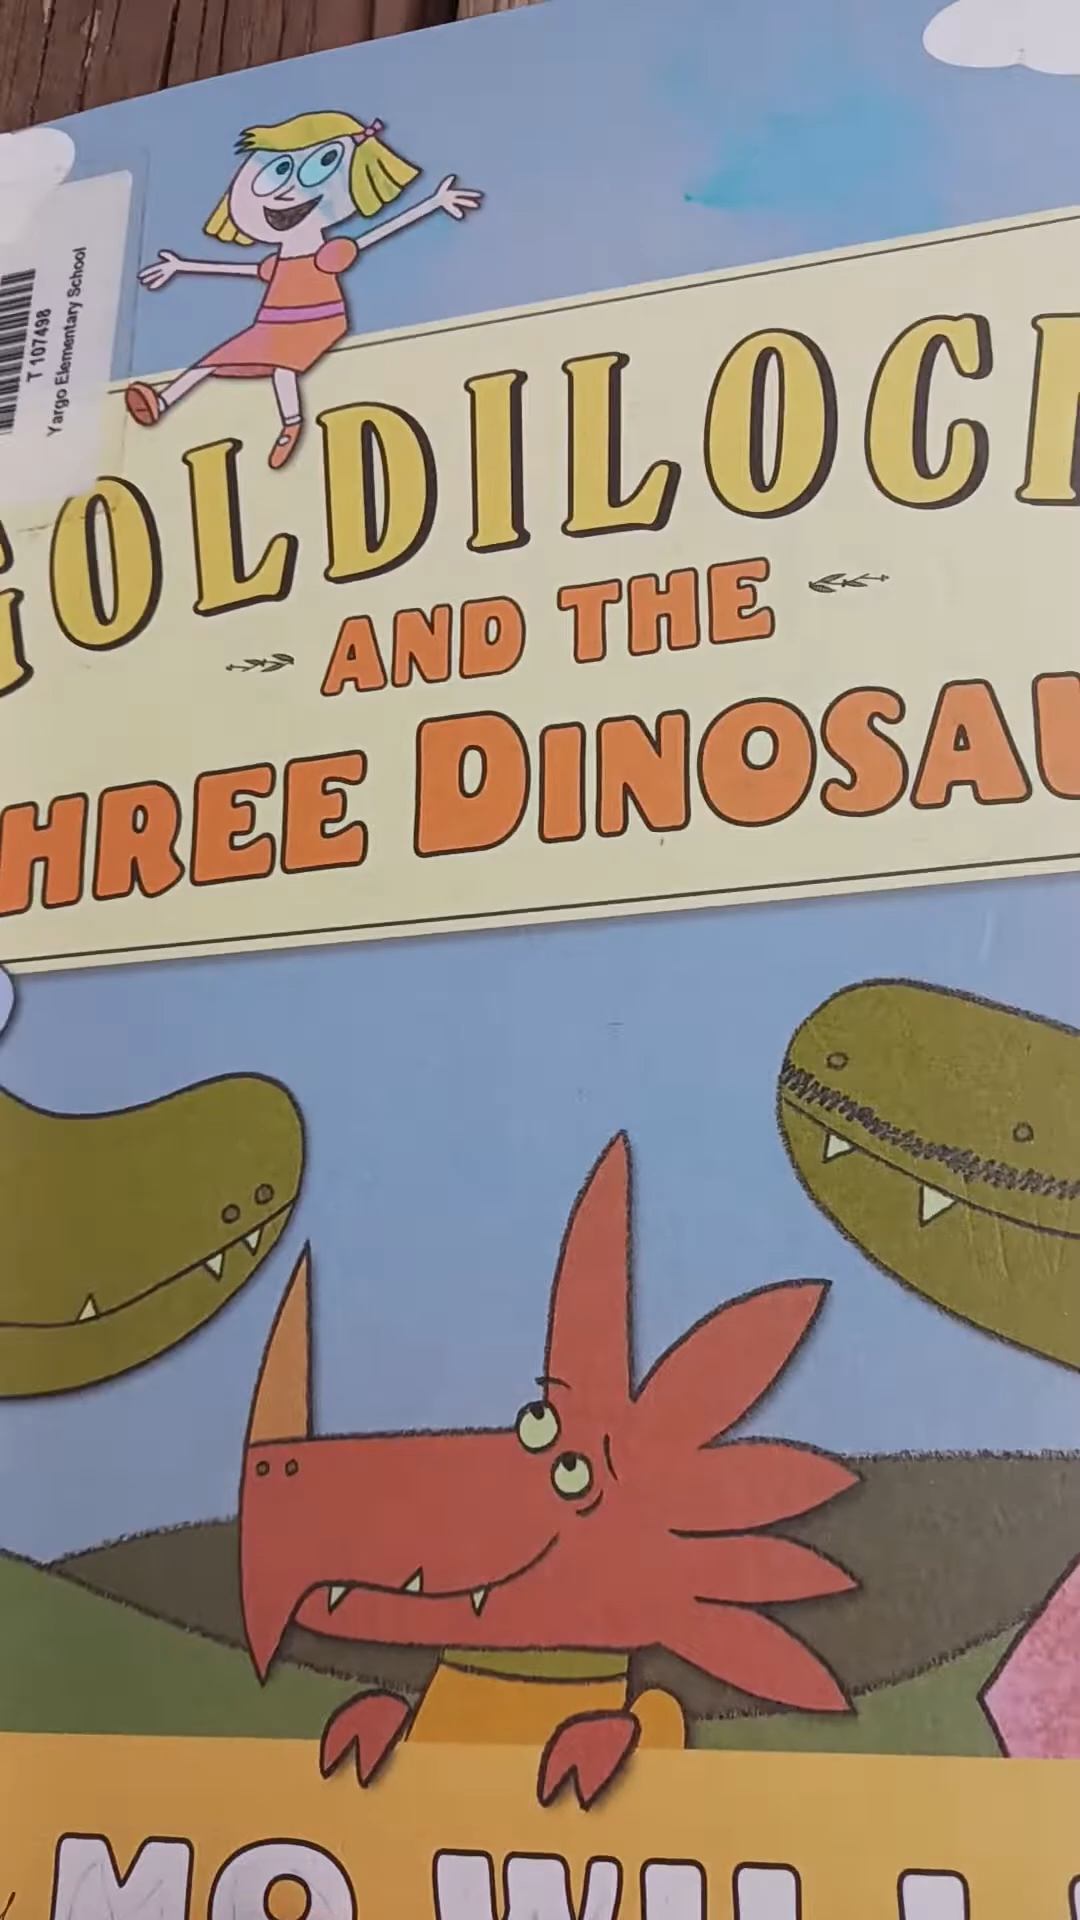 T 107498
Yargo Elementary School
GOLDILOCK
AND THE
HREE DINOSAU
MO WILL